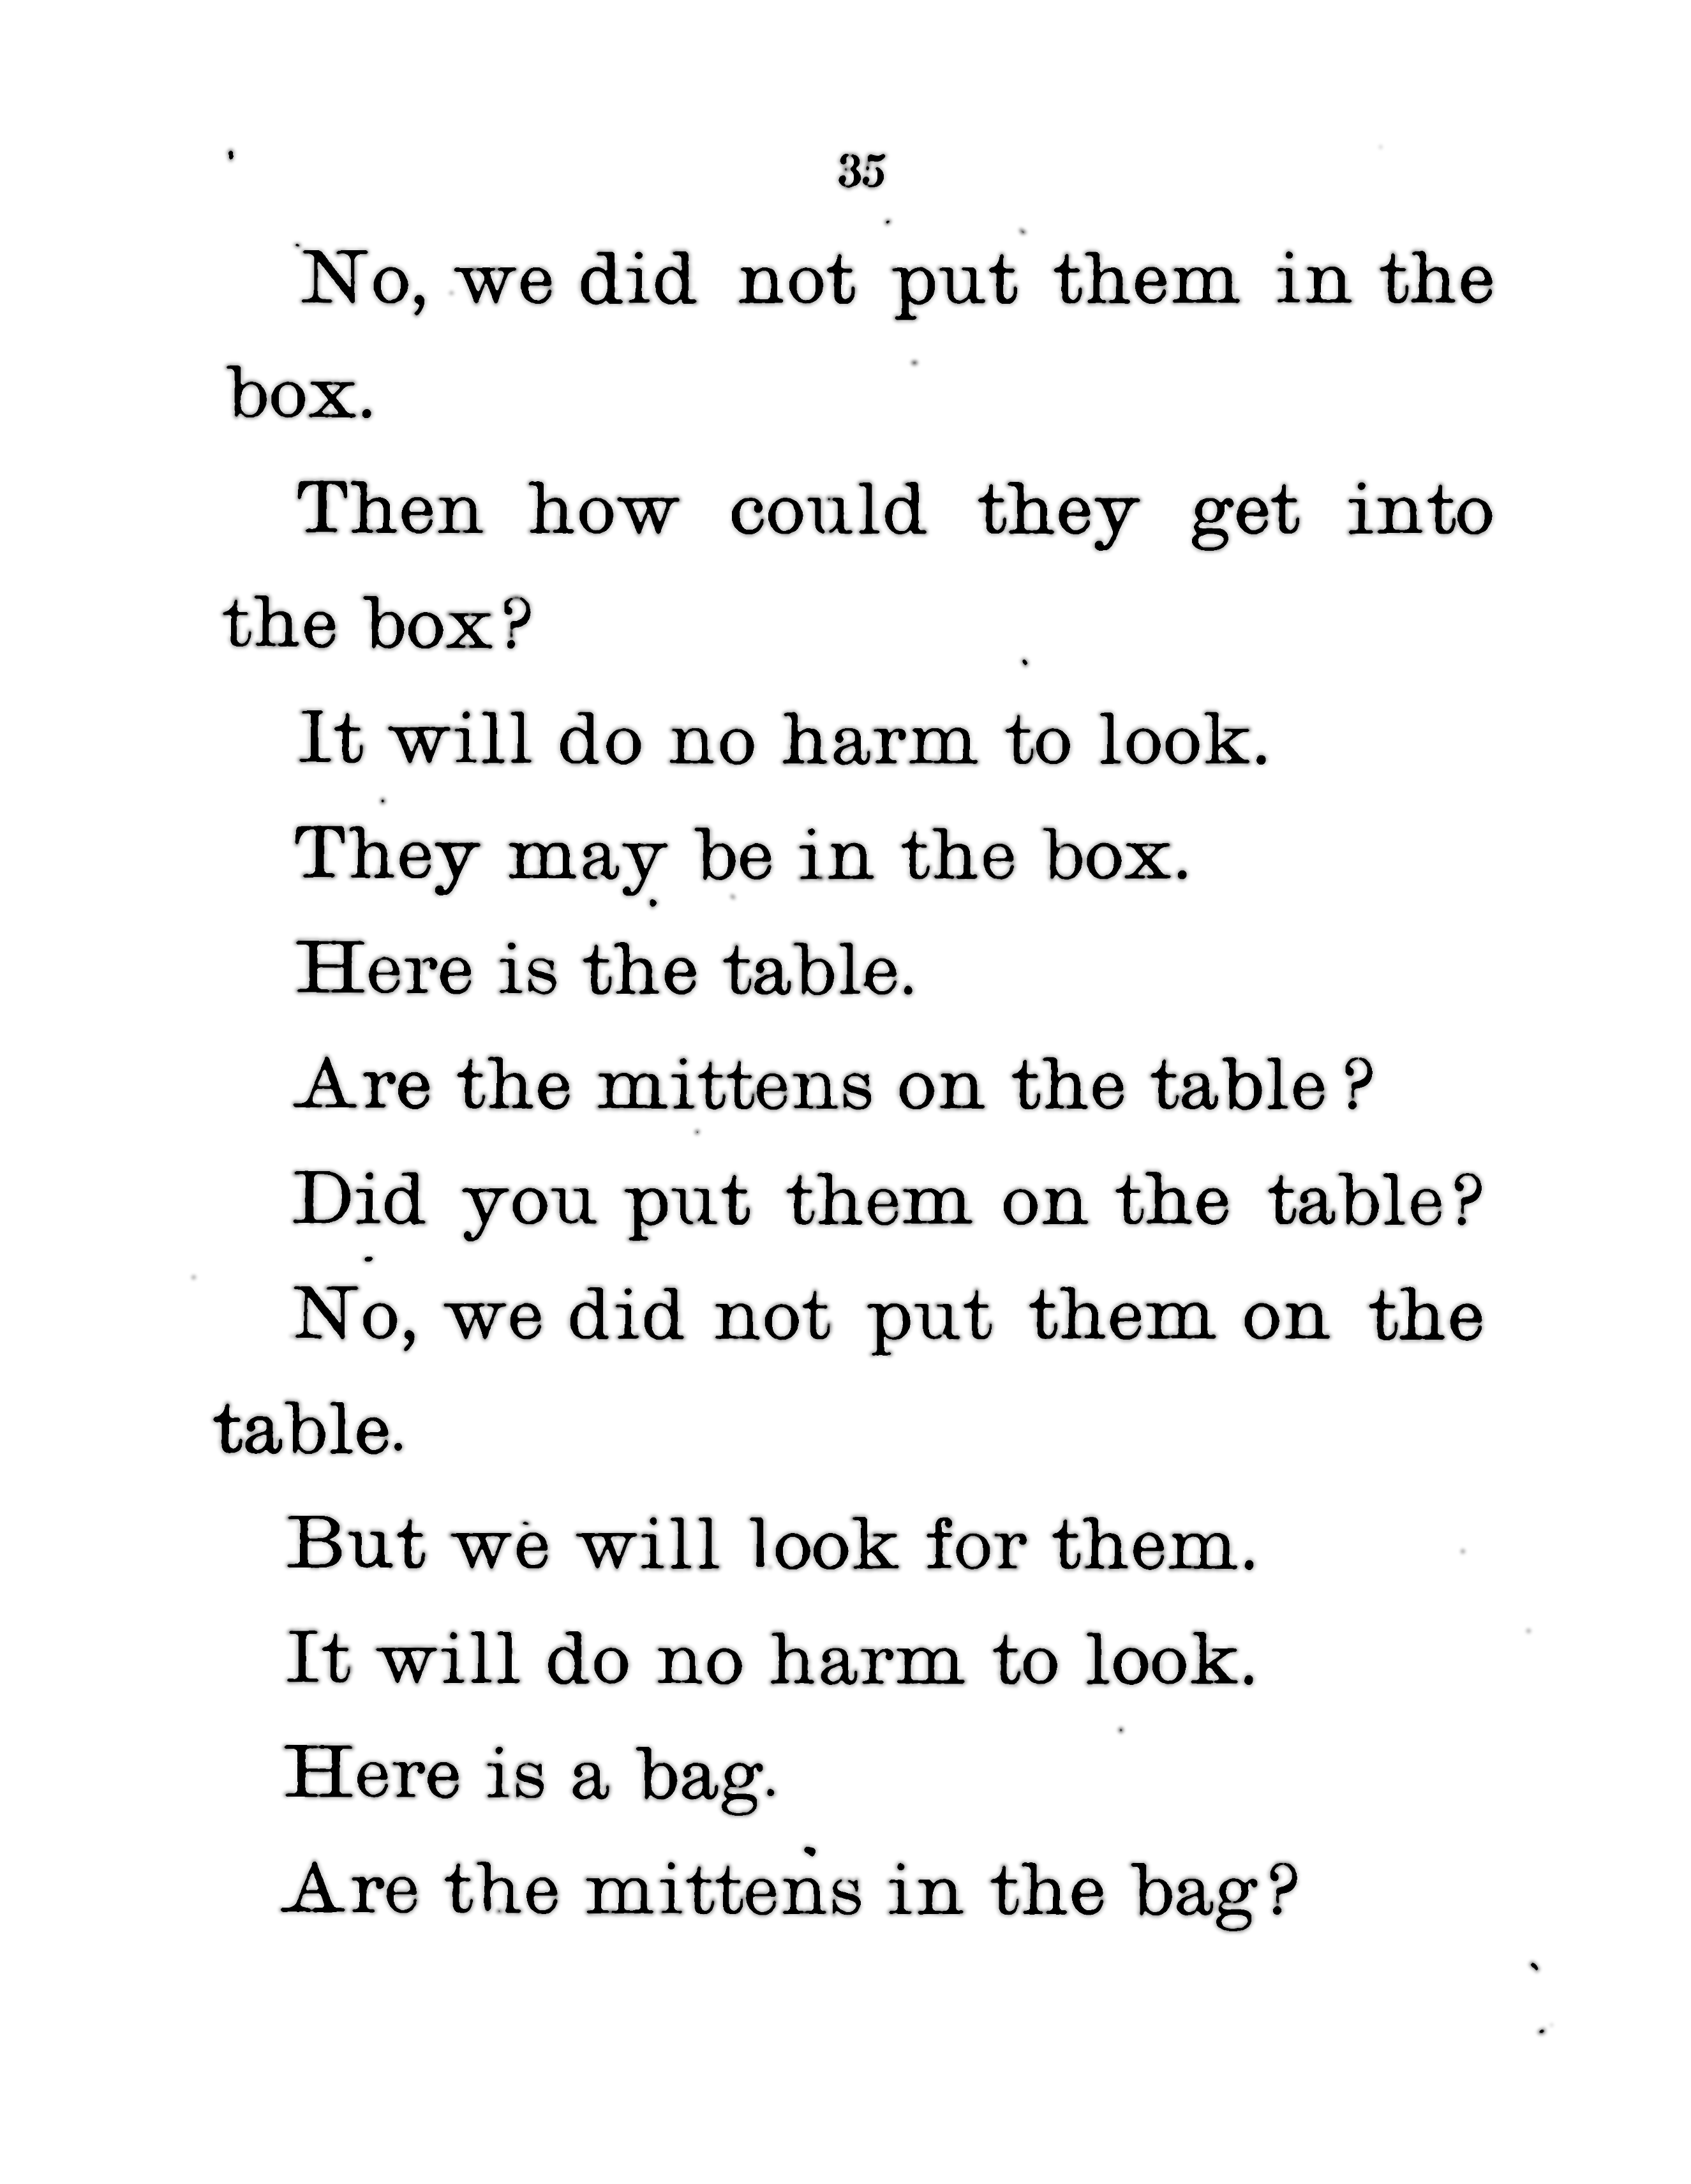 35
No, we did not put them in the
box.
Then how could they get into
the box?
It will do no harm to look.
They may be in the box.
Here is the table.
Are the mittens on the table?
Did you put them on the table?
No, we did not put them on the
table.
But we will look for them.
It will do no harm to look.
Here is a bag.
Are the mittens in the bag?